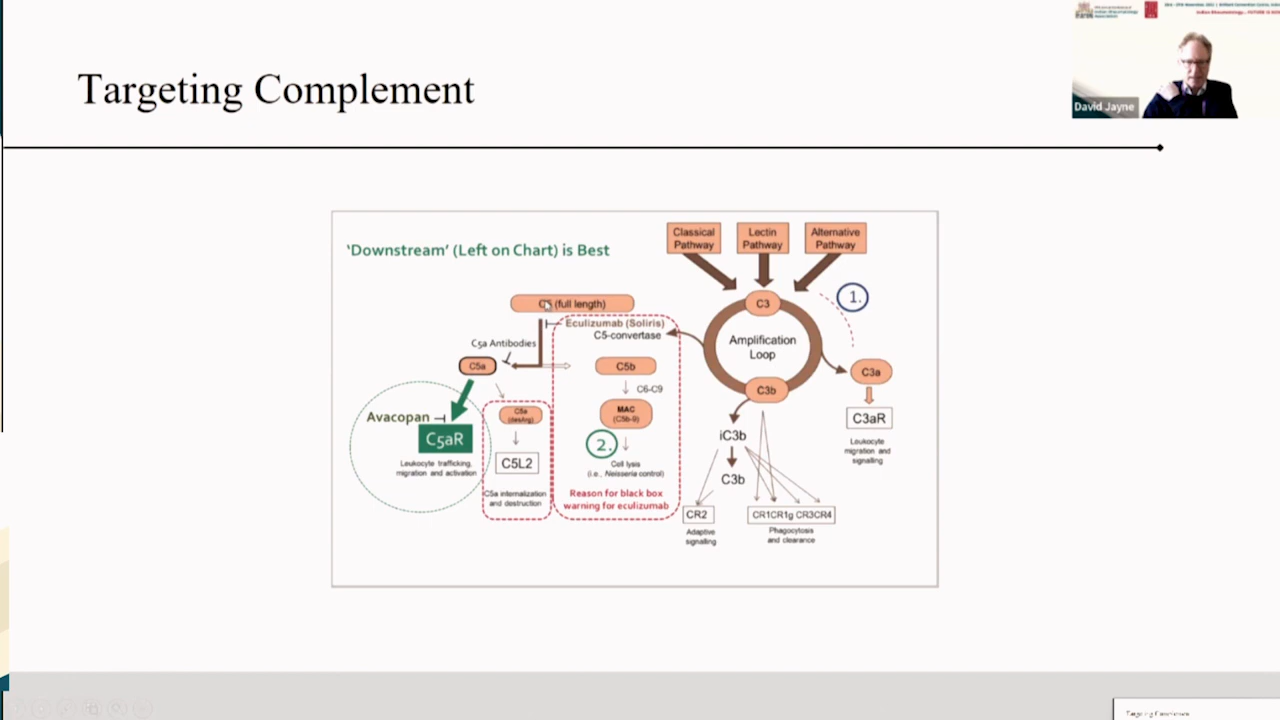 Targeting Complement
David Jayne
'Downstream' (Left on Chart) is Best
Classical
Pathway
Lectin
Pathway
Alternative
Pathway
1.
C3
(full length)
Eculizumab (Soliris)
C5-convertase
Amplification
Loop
C5a Antibodies
C5a
C5b
C3a
C6-C9
C3b
Avacopan
C5aR
C5a
(desArg)
MAC
(C5b-9)
C3aR
2.
iC3b
Leukocyte
migration and
signalling
Leukocyte trafficking,
migration and activation
C5L2
Cell lysis
(i.e., Neisseria control)
C3b
C5a internalization
and destruction
Reason for black box
warning for eculizumab
CR2
CR1CR1g CR3CR4
Adaptive
signalling
Phagocytosis
and clearance
Targeting Complement